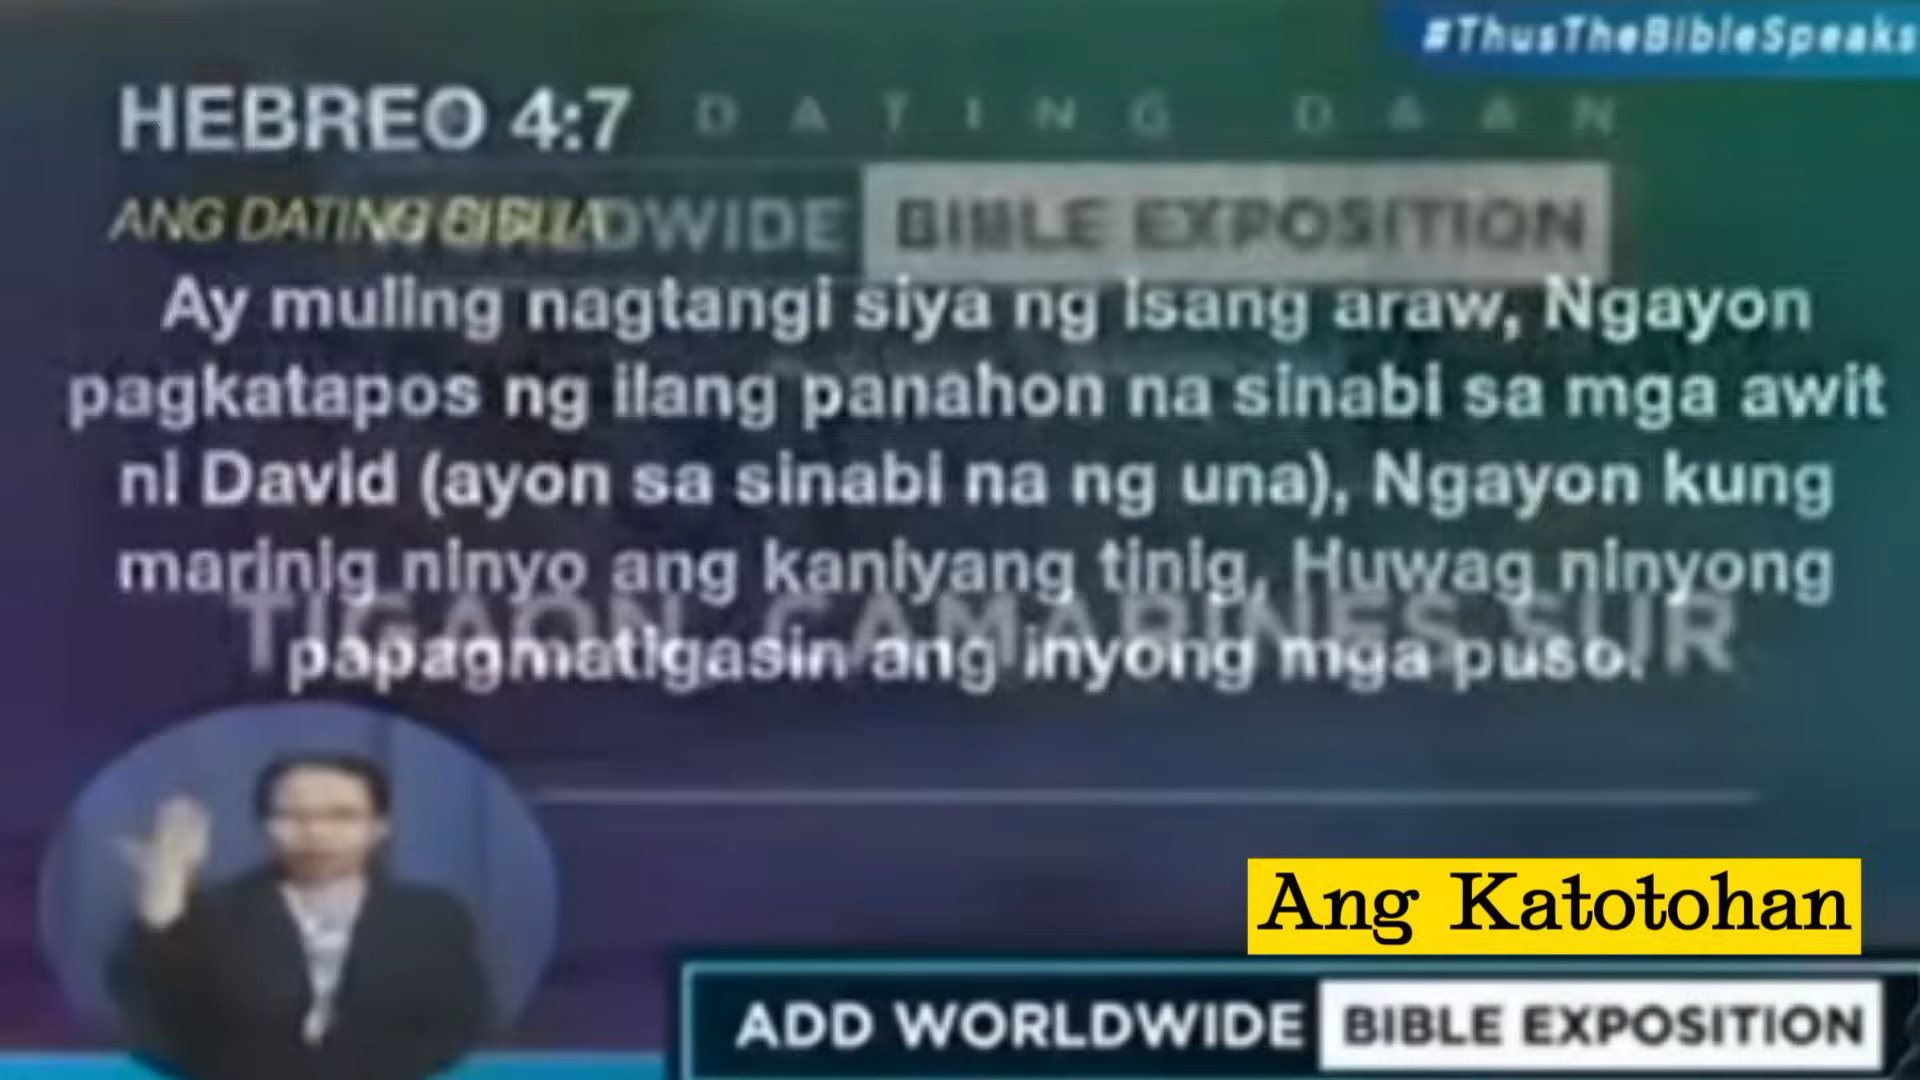 #ThusTheBibleSpeaks
HEBREO 4:7
DATING DAAN
ANG DATING BIBLIA
WIDE BIBLE EXPOSITION
Ay muling nagtangi siya ng isang araw, Ngayon
pagkatapos ng ilang panahon na sinabi sa mga awit
ni David (ayon sa sinabi na ng una), Ngayon kung
marinig ninyo ang kaniyang tinig, Huwag ninyong
papagmatigasin ang inyong mga puso.
TIGAON, CAMARINES SUR
Ang Katotohan
ADD WORLDWIDE BIBLE EXPOSITION